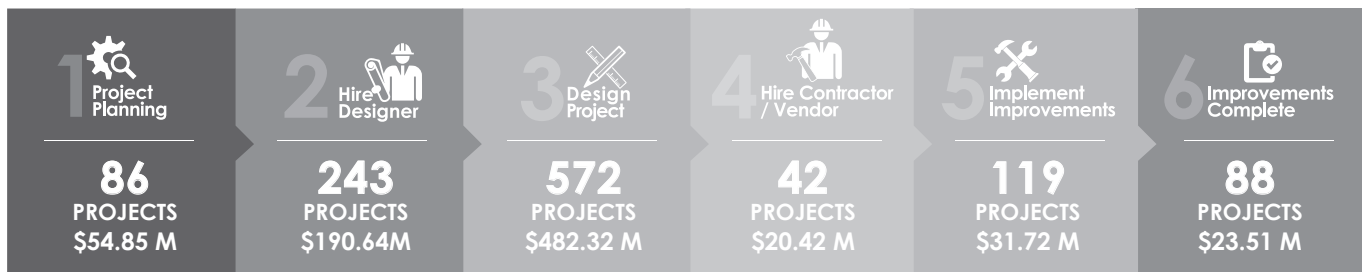 1 Project
Planning
86
PROJECTS
$54.85 M
2 Hire
Designer
243
PROJECTS
$190.64M
3 Design
Project
572
PROJECTS
$482.32 M
4 Hire Contractor
/ Vendor
42
PROJECTS
$20.42 M
5 Implement
Improvements
119
PROJECTS
$31.72 M
6 Improvements
Complete
88
PROJECTS
$23.51 M